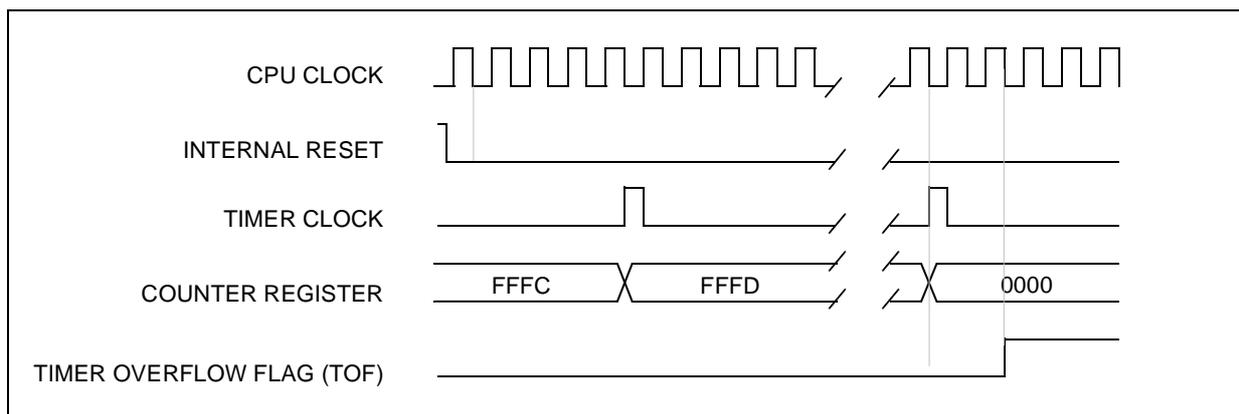 CPU CLOCK
INTERNAL RESET
TIMER CLOCK
COUNTER REGISTER FFFC FFFD 0000
TIMER OVERFLOW FLAG (TOF)